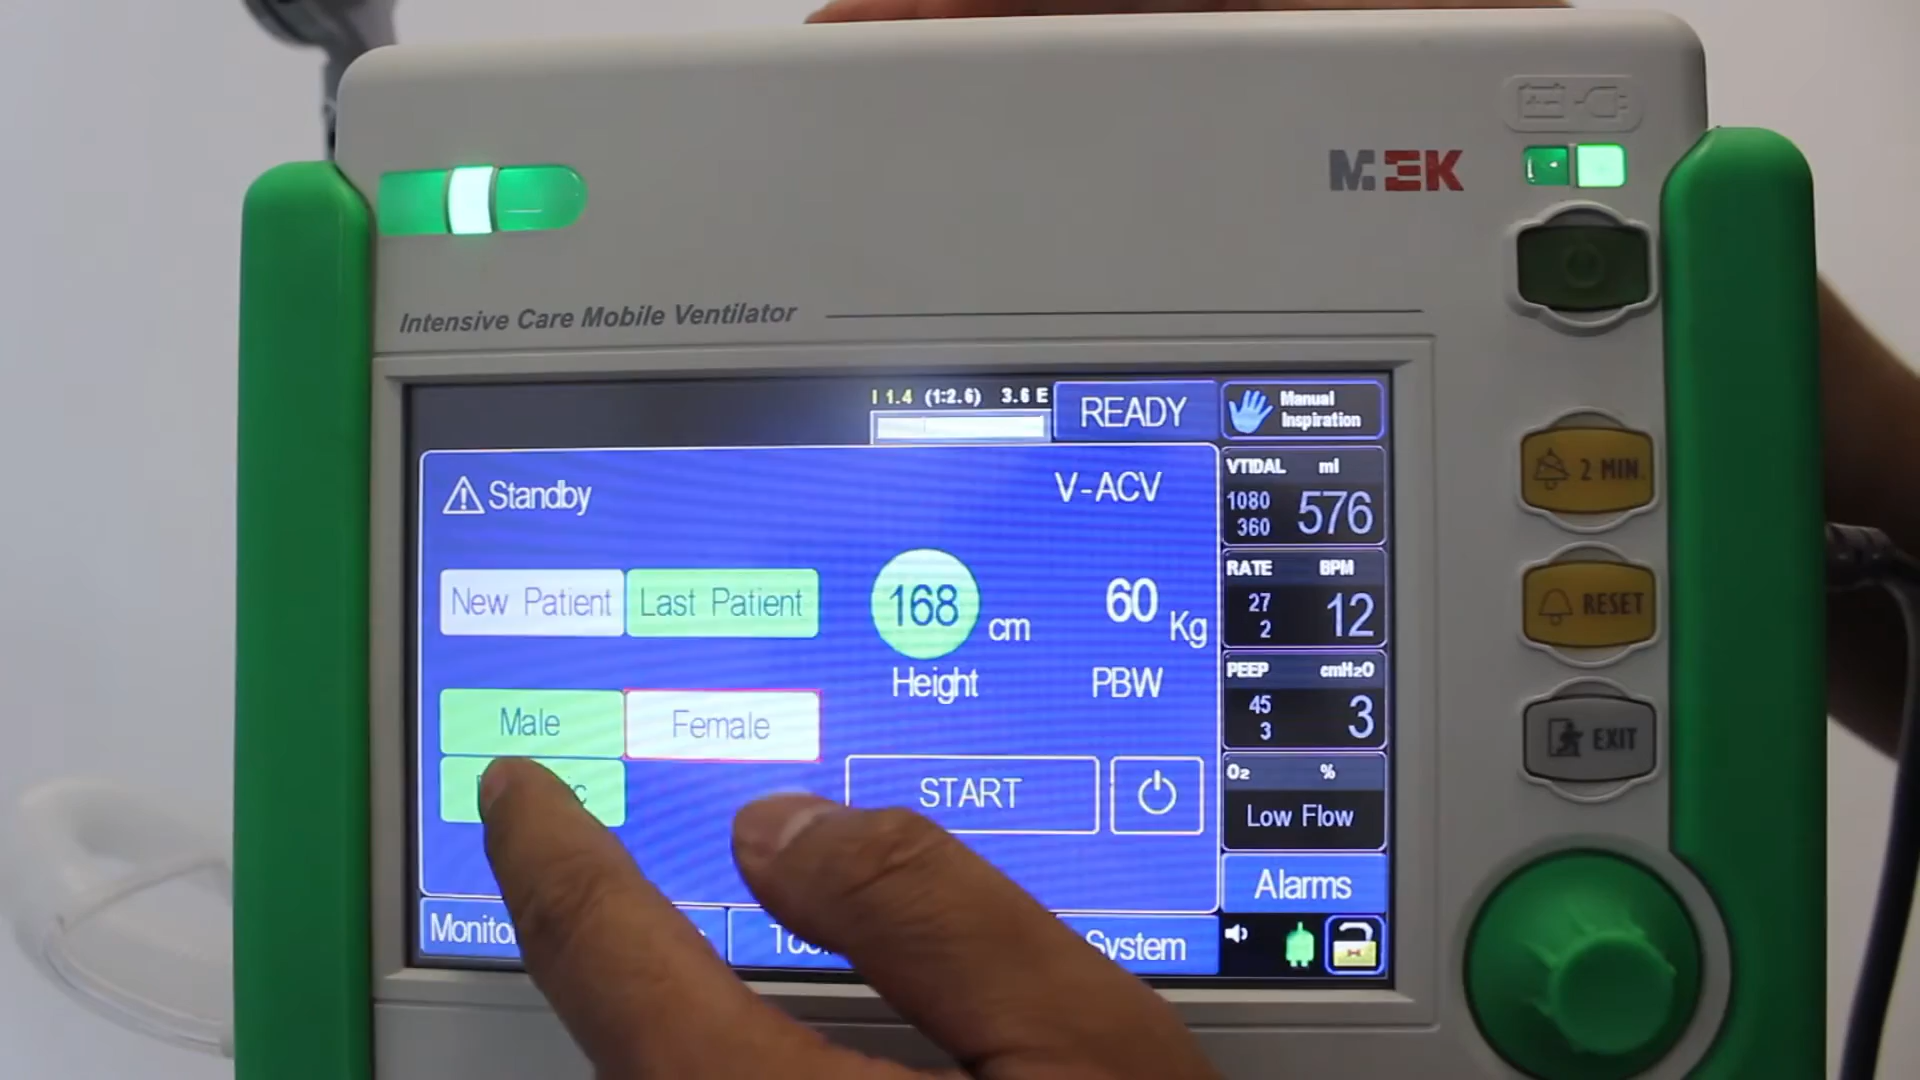 MEK
Intensive Care Mobile Ventilator
I 1.4 (1:2.6) 3.6 E
READY
Manual
Inspiration
Standby
V-ACV
New Patient
Last Patient
168 cm
Height
60 Kg
PBW
Male
Female
START
VTIDAL ml
1080
360
576
RATE BPM
27
2
12
PEEP cmH2O
45
3
3
O2 %
Low Flow
Alarms
System
2 MIN.
RESET
EXIT